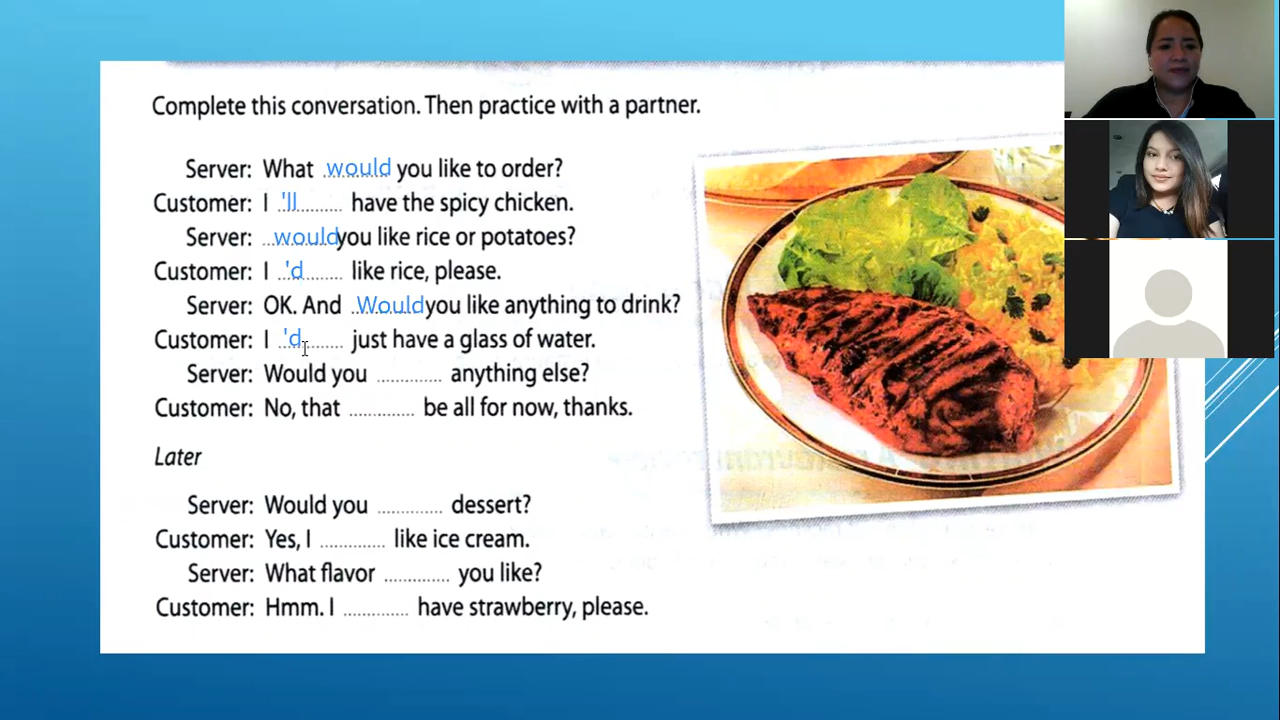 Complete this conversation. Then practice with a partner.
Server: What would you like to order?
Customer: I 'll have the spicy chicken.
Server: would you like rice or potatoes?
Customer: I 'd like rice, please.
Server: OK. And Would you like anything to drink?
Customer: I 'd just have a glass of water.
Server: Would you ............ anything else?
Customer: No, that ............ be all for now, thanks.
Later
Server: Would you ............ dessert?
Customer: Yes, I ............ like ice cream.
Server: What flavor ............ you like?
Customer: Hmm. I ............ have strawberry, please.